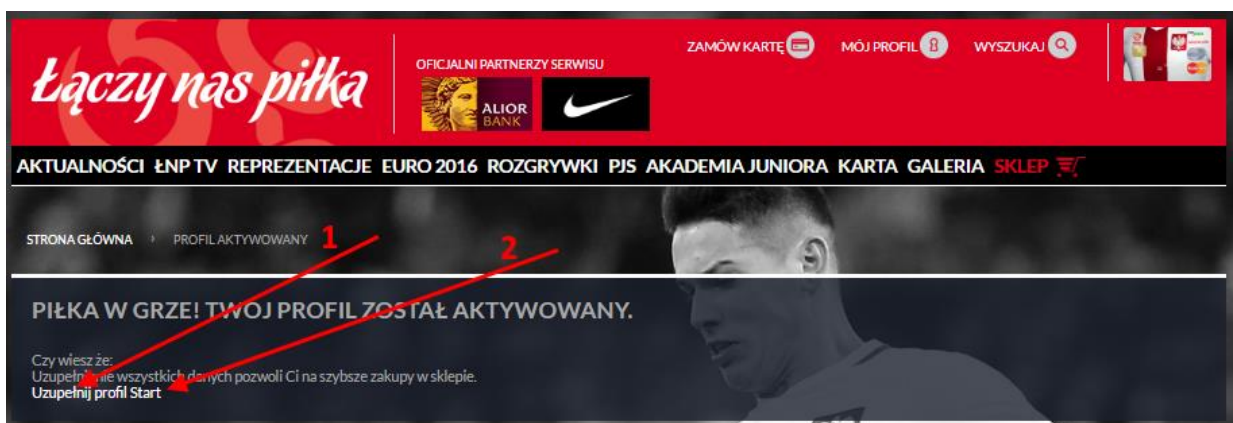 Łączy nas piłka
OFICJALNI PARTNERZY SERWISU
ALIOR
BANK
ZAMÓW KARTĘ
MÓJ PROFIL
WYSZUKAJ
AKTUALNOŚCI ŁNP TV REPREZENTACJE EURO 2016 ROZGRYWKI PJS AKADEMIA JUNIORA KARTA GALERIA SKLEP
STRONA GŁÓWNA › PROFIL AKTYWOWANY
1
2
PIŁKA W GRZE! TWÓJ PROFIL ZOSTAŁ AKTYWOWANY.
Czy wiesz że:
Uzupełnienie wszystkich danych pozwoli Ci na szybsze zakupy w sklepie.
Uzupełnij profil Start